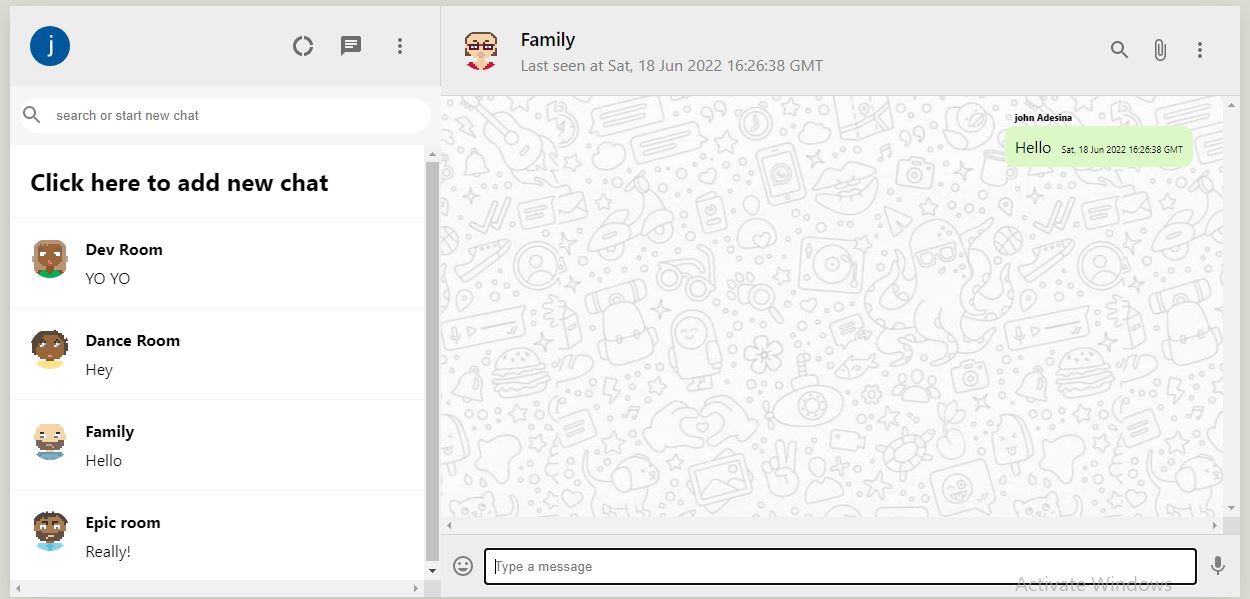 j
Family
Last seen at Sat, 18 Jun 2022 16:26:38 GMT
search or start new chat
Click here to add new chat
Dev Room
YO YO
Dance Room
Hey
Family
Hello
Epic room
Really!
john Adesina
Hello Sat, 18 Jun 2022 16:26:38 GMT
Type a message
Activate Windows